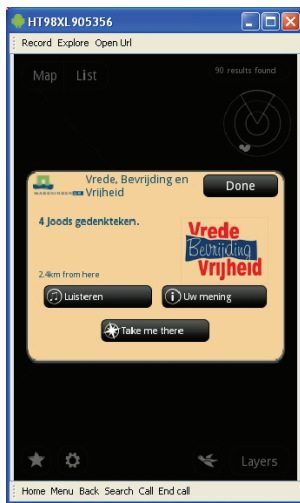 HT98XL905356
Record Explore Open Url
Map List
90 results found
WAGENINGEN UR
Vrede, Bevrijding en
Vrijheid
Done
4 Joods gedenkteken.
Vrede
Bevrijding
Vrijheid
2.4km from here
Luisteren
Uw mening
Take me there
Layers
Home Menu Back Search Call End call